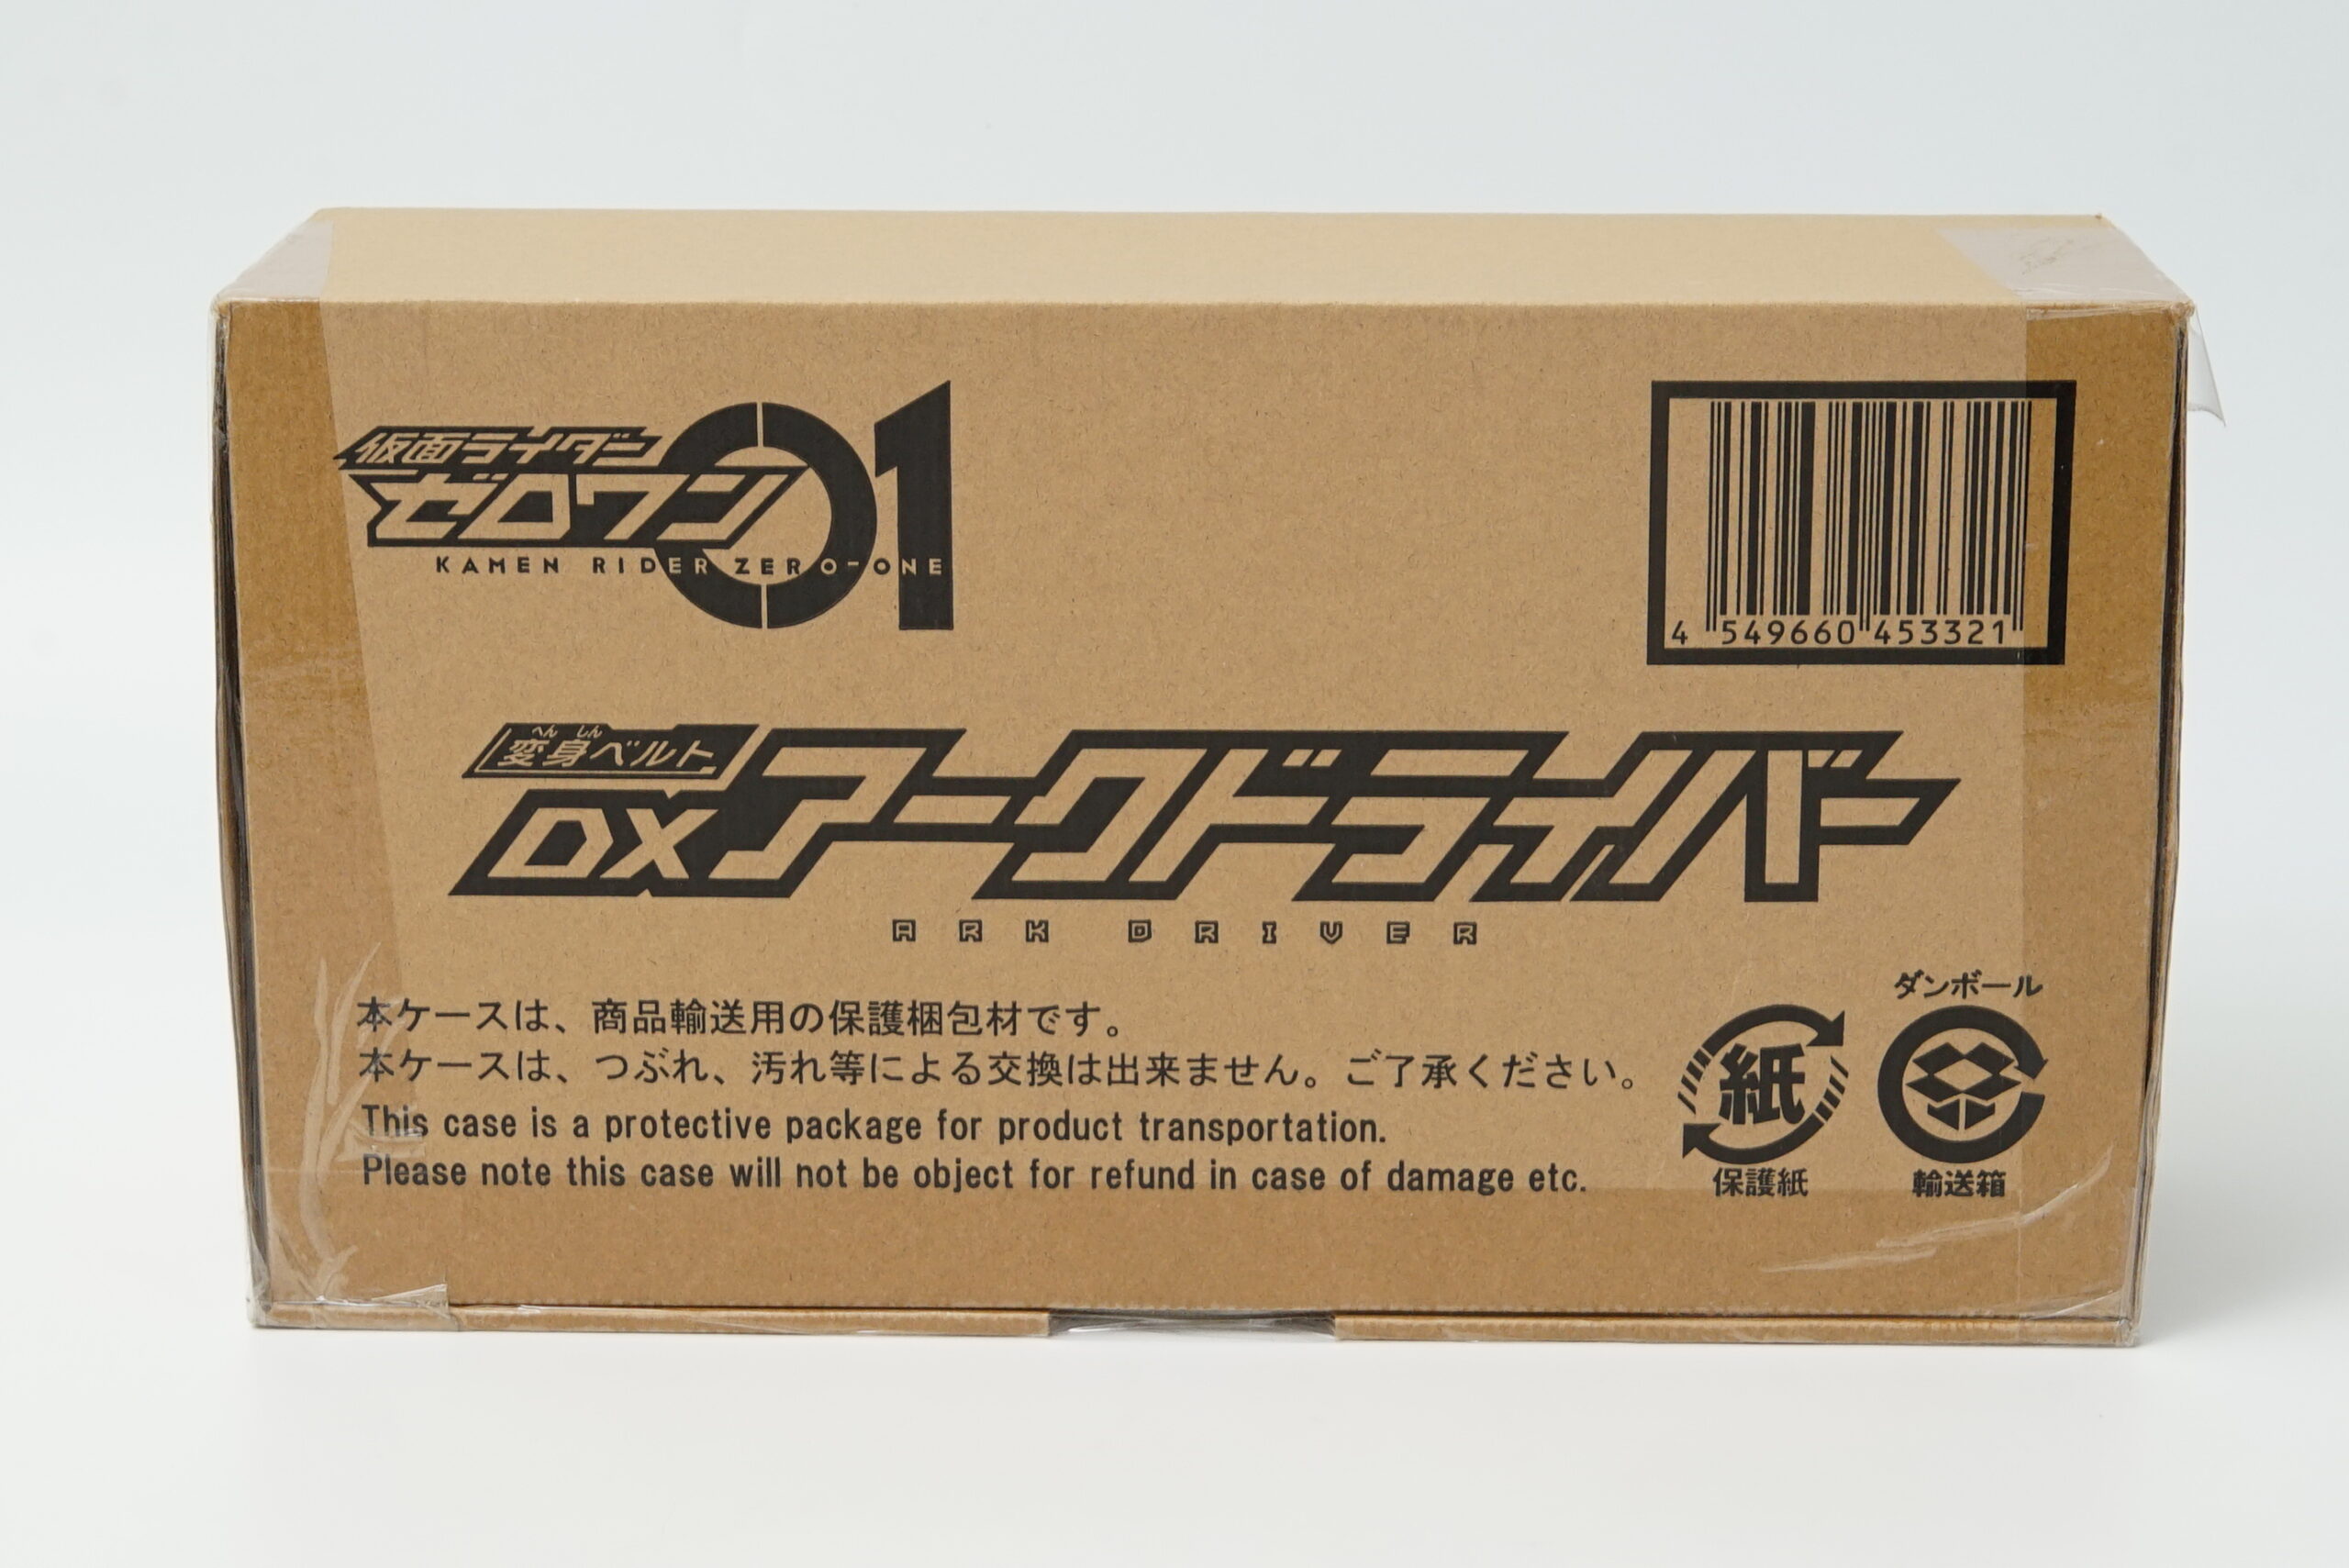 仮面ライダー
ゼロワン
01
KAMEN RIDER ZERO-ONE
4 549660 453321
へんしん
変身ベルト
DXアークドライバー
ARK DRIVER
本ケースは、商品輸送用の保護梱包材です。
本ケースは、つぶれ、汚れ等による交換は出来ません。ご了承ください。
This case is a protective package for product transportation.
Please note this case will not be object for refund in case of damage etc.
紙
保護紙
ダンボール
輸送箱